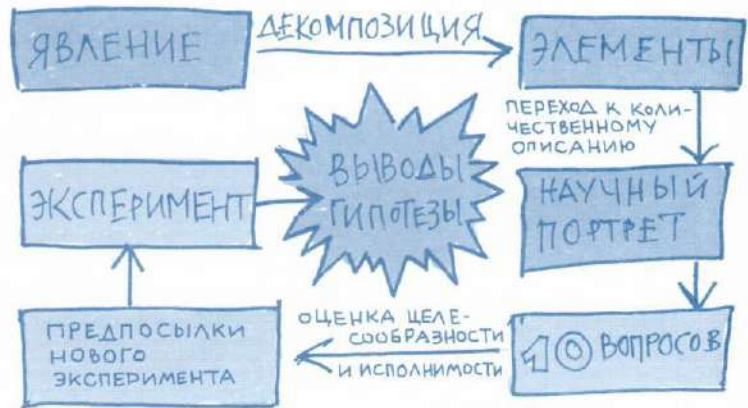 ЯВЛЕНИЕ
ДЕКОМПОЗИЦИЯ
ЭЛЕМЕНТЫ
ПЕРЕХОД К КОЛИ-
ЧЕСТВЕННОМУ
ОПИСАНИЮ
НАУЧНЫЙ
ПОРТРЕТ
10 ВОПРОСОВ
ОЦЕНКА ЦЕЛЕ-
СООБРАЗНОСТИ
И ИСПОЛНИМОСТИ
ПРЕДПОСЫЛКИ
НОВОГО
ЭКСПЕРИМЕНТА
ЭКСПЕРИМЕНТ
ВЫВОДЫ
ГИПОТЕЗЫ